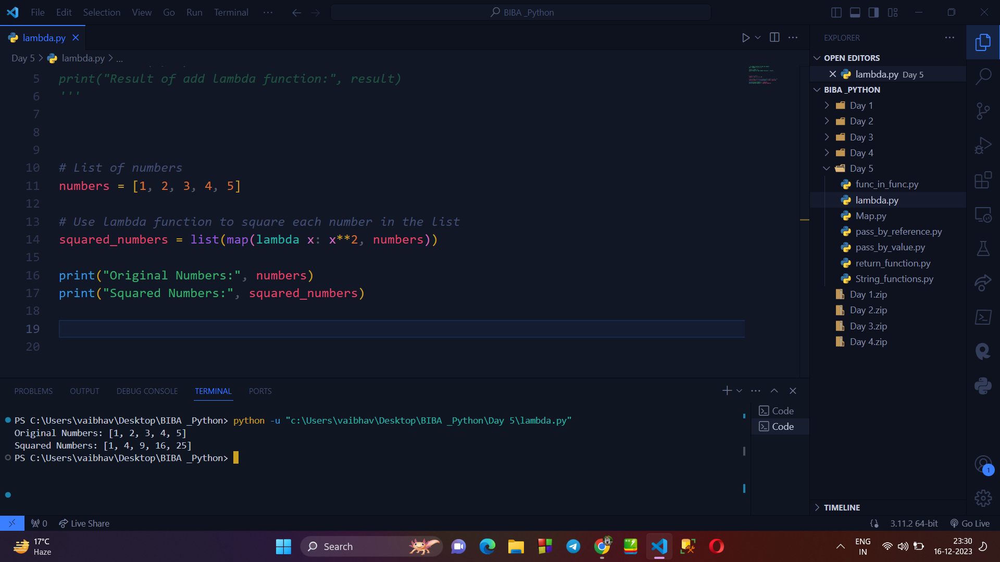 File Edit Selection View Go Run Terminal ···
BIBA _Python
lambda.py
Day 5 > lambda.py > ...
5 print("Result of add lambda function:", result)
6 '''
7
8
9
10 # List of numbers
11 numbers = [1, 2, 3, 4, 5]
12
13 # Use lambda function to square each number in the list
14 squared_numbers = list(map(lambda x: x**2, numbers))
15
16 print("Original Numbers:", numbers)
17 print("Squared Numbers:", squared_numbers)
18
19
20
EXPLORER
OPEN EDITORS
lambda.py Day 5
BIBA _PYTHON
Day 1
Day 2
Day 3
Day 4
Day 5
func_in_func.py
lambda.py
Map.py
pass_by_reference.py
pass_by_value.py
return_function.py
String_functions.py
Day 1.zip
Day 2.zip
Day 3.zip
Day 4.zip
TIMELINE
PROBLEMS OUTPUT DEBUG CONSOLE TERMINAL PORTS
PS C:\Users\vaibhav\Desktop\BIBA _Python> python -u "c:\Users\vaibhav\Desktop\BIBA _Python\Day 5\lambda.py"
Original Numbers: [1, 2, 3, 4, 5]
Squared Numbers: [1, 4, 9, 16, 25]
PS C:\Users\vaibhav\Desktop\BIBA _Python>
Code
Code
1
0 Live Share
3.11.2 64-bit Go Live
17°C
Haze
Search
ENG
IN
23:30
16-12-2023